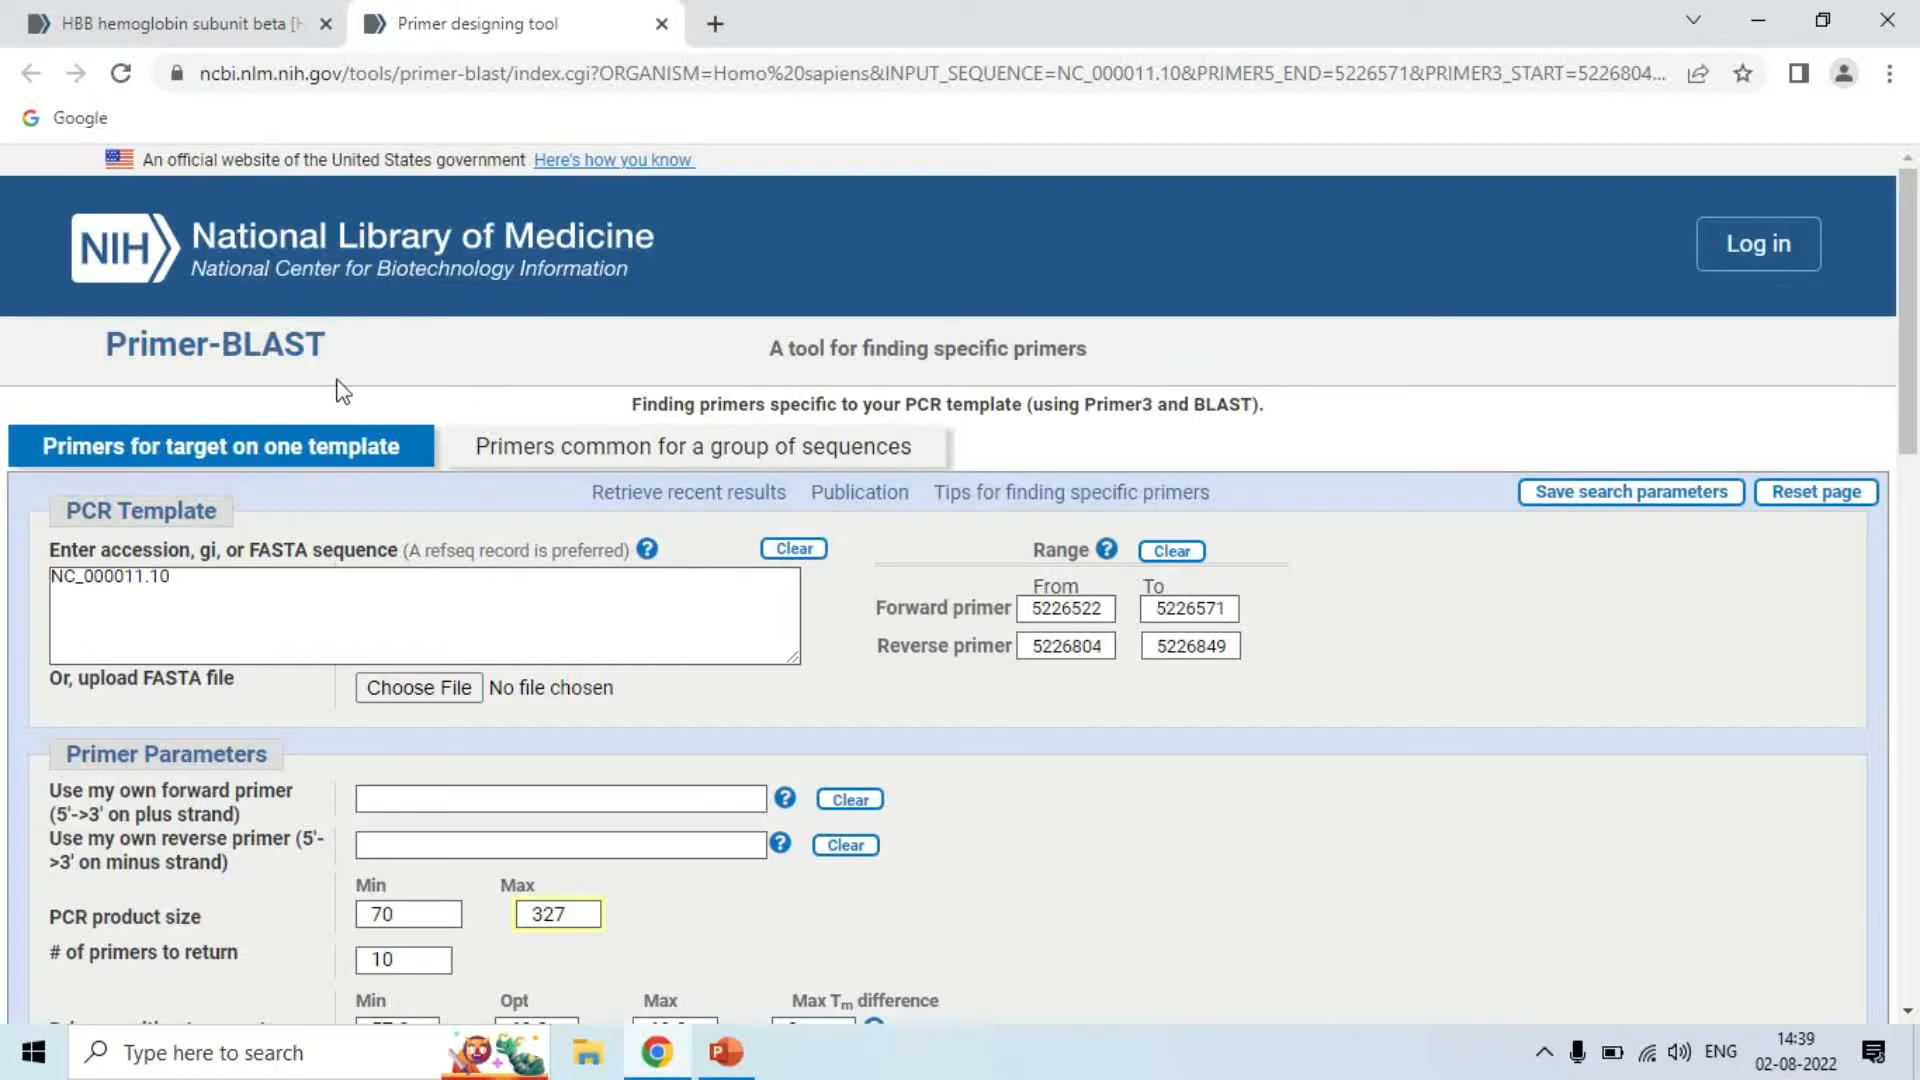 HBB hemoglobin subunit beta [H
Primer designing tool
ncbi.nlm.nih.gov/tools/primer-blast/index.cgi?ORGANISM=Homo%20sapiens&INPUT_SEQUENCE=NC_000011.10&PRIMER5_END=5226571&PRIMER3_START=5226804...
Google
An official website of the United States government Here's how you know
NIH National Library of Medicine
National Center for Biotechnology Information
Log in
Primer-BLAST
A tool for finding specific primers
Finding primers specific to your PCR template (using Primer3 and BLAST).
Primers for target on one template
Primers common for a group of sequences
Retrieve recent results Publication Tips for finding specific primers
Save search parameters
Reset page
PCR Template
Enter accession, gi, or FASTA sequence (A refseq record is preferred) ?
Clear
Range ?
Clear
NC_000011.10
From To
Forward primer 5226522 5226571
Reverse primer 5226804 5226849
Or, upload FASTA file
Choose File No file chosen
Primer Parameters
Use my own forward primer
(5'->3' on plus strand)
? Clear
Use my own reverse primer (5'-
>3' on minus strand)
? Clear
Min Max
PCR product size 70 327
# of primers to return 10
Min Opt Max Max Tm difference
Type here to search
ENG
14:39
02-08-2022